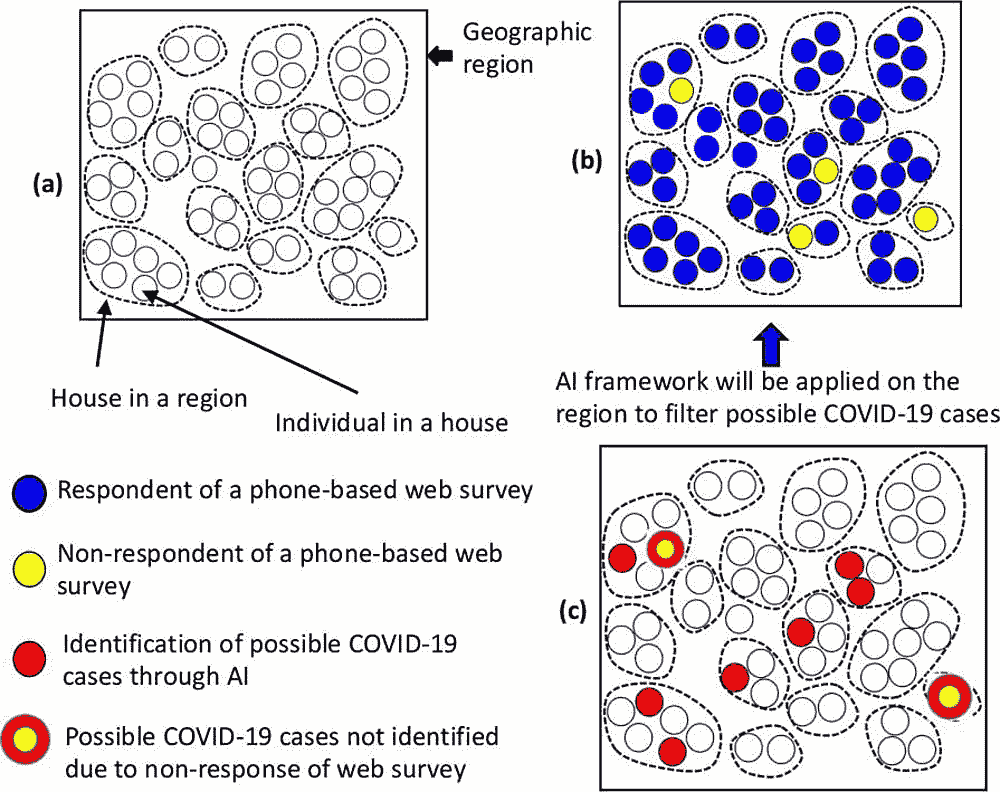 Geographic
region
(a)
(b)
House in a region
Individual in a house
AI framework will be applied on the
region to filter possible COVID-19 cases
Respondent of a phone-based web survey
Non-respondent of a phone-based web
survey
Identification of possible COVID-19
cases through AI
Possible COVID-19 cases not identified
due to non-response of web survey
(c)